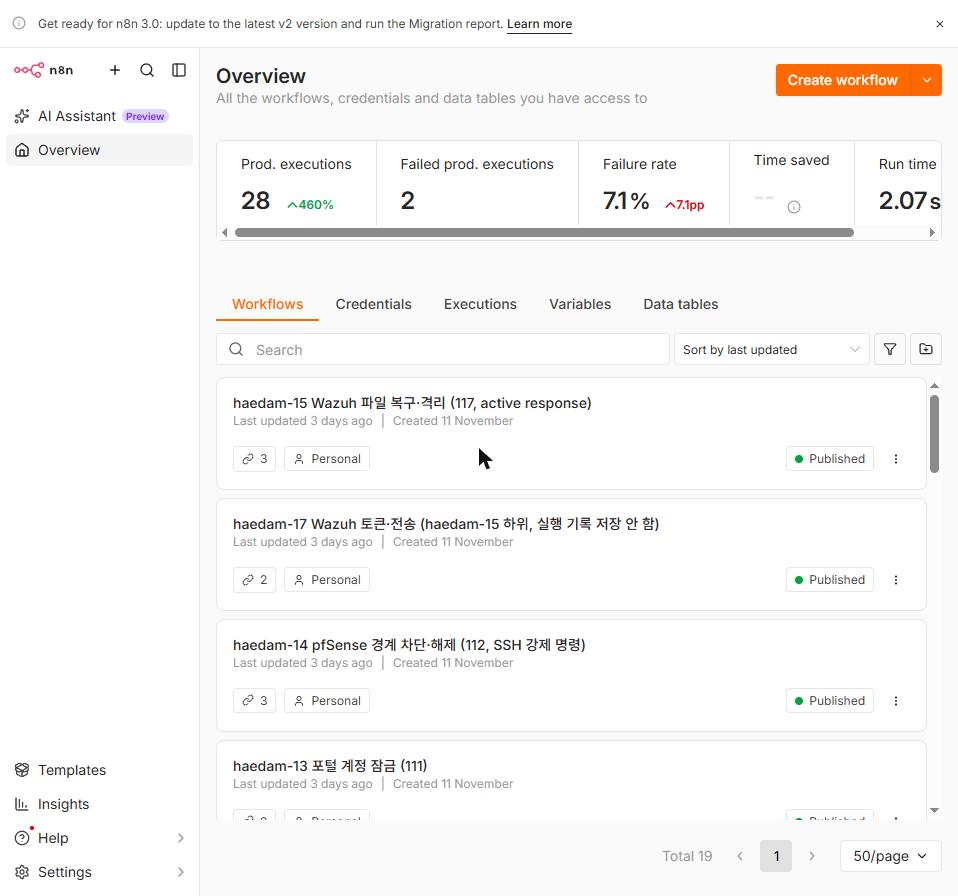 Get ready for n8n 3.0: update to the latest v2 version and run the Migration report. Learn more
n8n
AI Assistant Preview
Overview
Overview
All the workflows, credentials and data tables you have access to
Create workflow
Prod. executions
28 460%
Failed prod. executions
2
Failure rate
7.1% 7.1pp
Time saved
--
Run time
2.07s
Workflows Credentials Executions Variables Data tables
Search
Sort by last updated
haedam-15 Wazuh 파일 복구·격리 (117, active response)
Last updated 3 days ago | Created 11 November
3 Personal Published
haedam-17 Wazuh 토큰·전송 (haedam-15 하위, 실행 기록 저장 안 함)
Last updated 3 days ago | Created 11 November
2 Personal Published
haedam-14 pfSense 경계 차단·해제 (112, SSH 강제 명령)
Last updated 3 days ago | Created 11 November
3 Personal Published
haedam-13 포털 계정 잠금 (111)
Last updated 3 days ago | Created 11 November
Personal Published
Templates
Insights
Help
Settings
Total 19 1 50/page